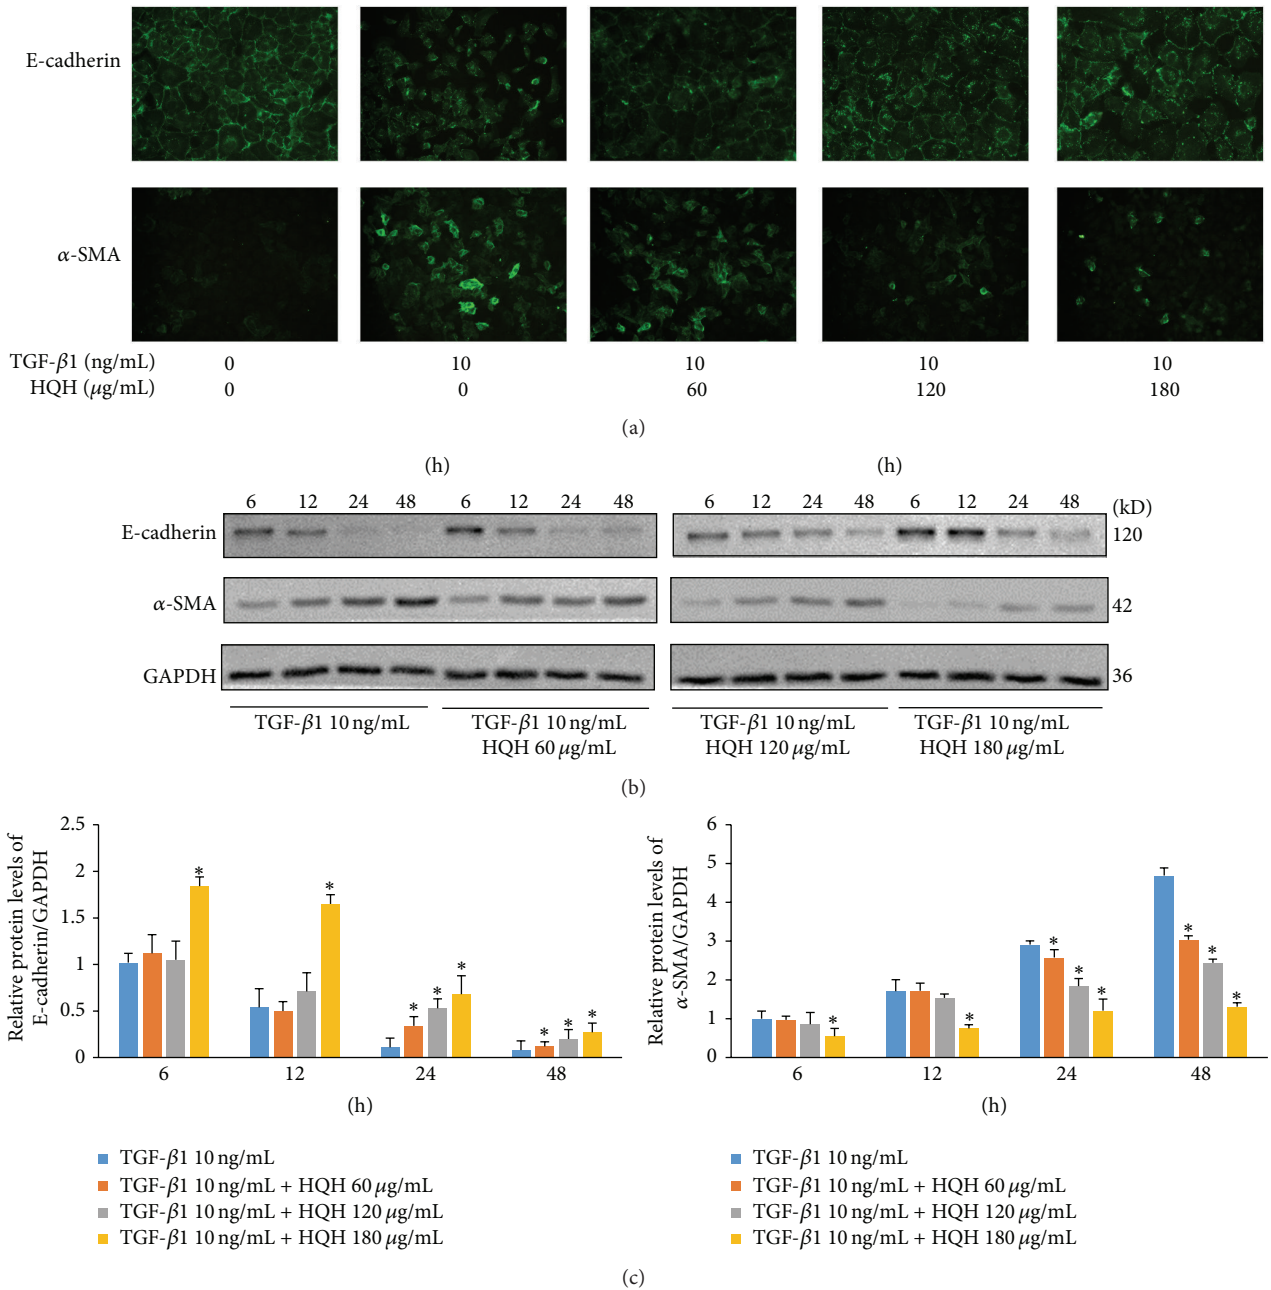 E-cadherin
α-SMA
TGF-β1 (ng/mL) 0 10 10 10 10
HQH (μg/mL) 0 0 60 120 180
(a)
(h) (h)
6 12 24 48 6 12 24 48 6 12 24 48 6 12 24 48 (kD)
E-cadherin 120
α-SMA 42
GAPDH 36
TGF-β1 10 ng/mL TGF-β1 10 ng/mL TGF-β1 10 ng/mL TGF-β1 10 ng/mL
HQH 60 μg/mL HQH 120 μg/mL HQH 180 μg/mL
(b)
Relative protein levels of
E-cadherin/GAPDH
2.5
2
1.5
1
0.5
0
* * * * * * * *
6 12 24 48
(h)
TGF-β1 10 ng/mL
TGF-β1 10 ng/mL + HQH 60 μg/mL
TGF-β1 10 ng/mL + HQH 120 μg/mL
TGF-β1 10 ng/mL + HQH 180 μg/mL
Relative protein levels of
α-SMA/GAPDH
6
5
4
3
2
1
0
* * * * * * * *
6 12 24 48
(h)
TGF-β1 10 ng/mL
TGF-β1 10 ng/mL + HQH 60 μg/mL
TGF-β1 10 ng/mL + HQH 120 μg/mL
TGF-β1 10 ng/mL + HQH 180 μg/mL
(c)